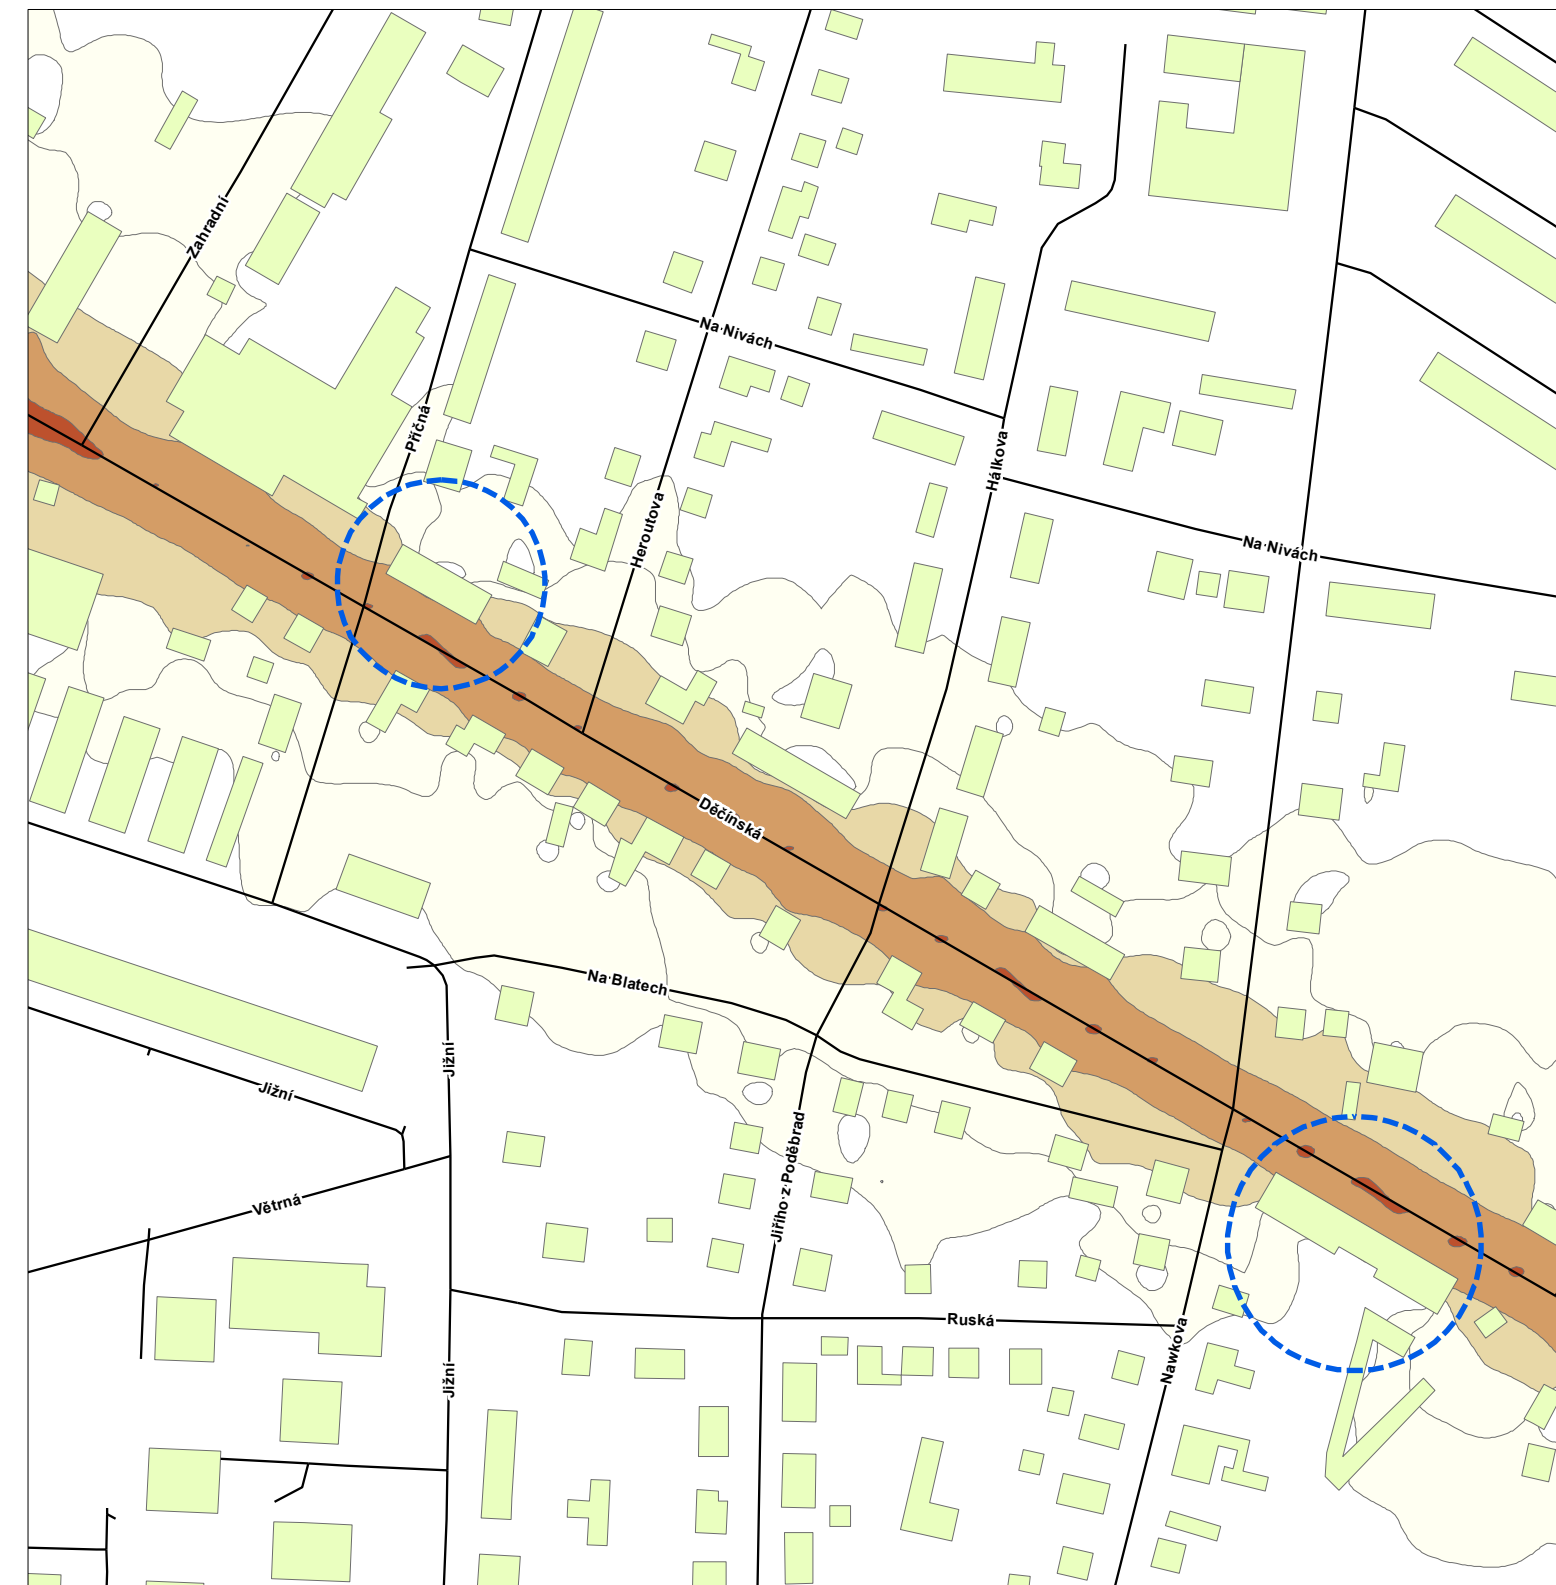 Zahradní
Na Nivách
Příčná
Hálkova
Heroutova
Na Nivách
Děčínská
Na Blatech
Jižní
Jižní
Jiřího z Poděbrad
Větrná
Ruská
Nawkova
Jižní